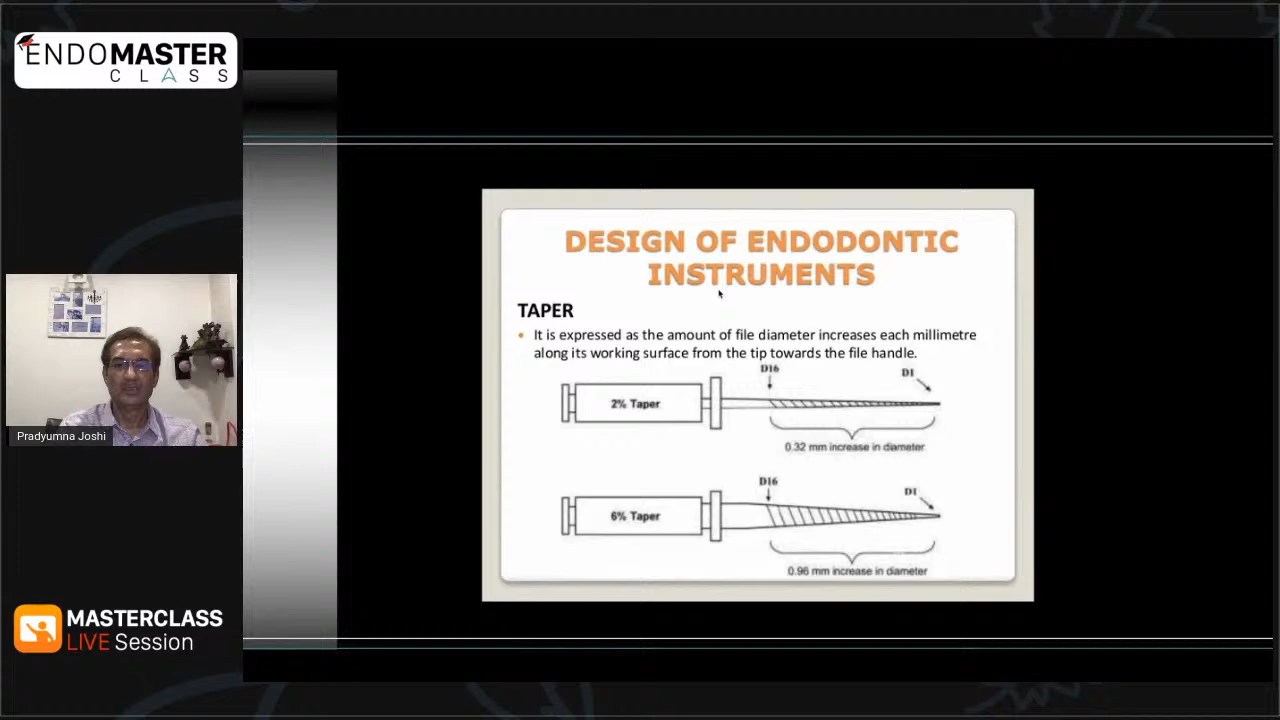 ENDOMASTER
CLASS
Pradyumna Joshi
MASTERCLASS
LIVE Session
DESIGN OF ENDODONTIC
INSTRUMENTS
TAPER
• It is expressed as the amount of file diameter increases each millimetre
along its working surface from the tip towards the file handle.
D16
D1
2% Taper
0.32 mm increase in diameter
D16
D1
6% Taper
0.96 mm increase in diameter